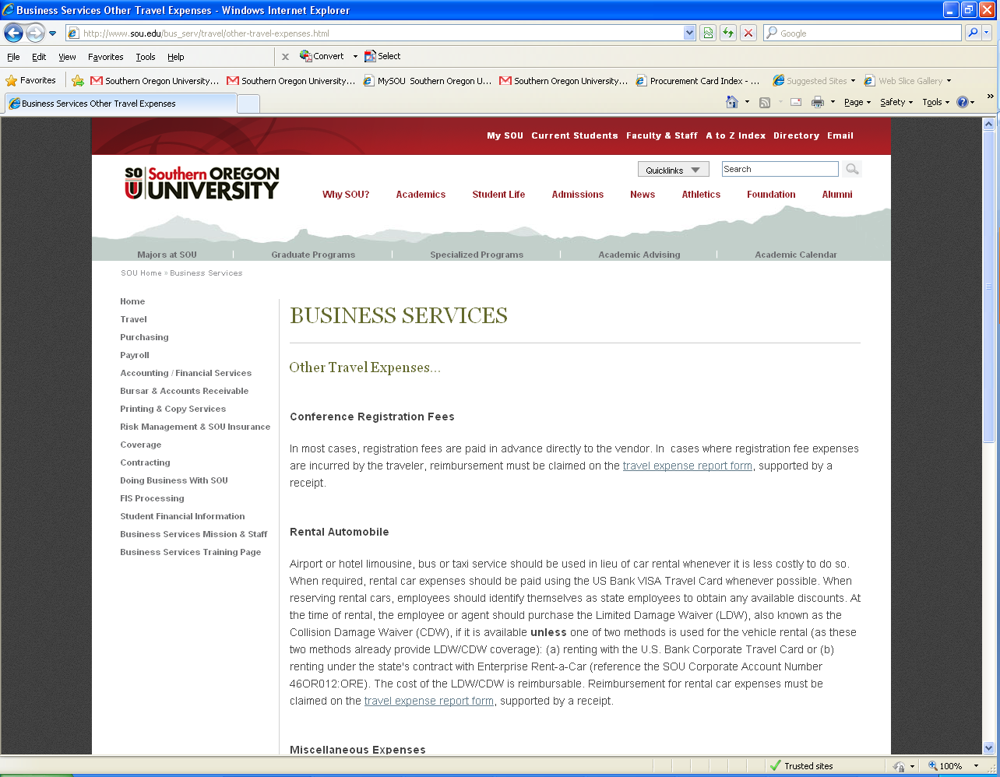 Business Services Other Travel Expenses - Windows Internet Explorer
http://www.sou.edu/bus_serv/travel/other-travel-expenses.html
Google
File Edit View Favorites Tools Help
Convert Select
Favorites Southern Oregon University... Southern Oregon University... MySOU Southern Oregon U... Southern Oregon University... Procurement Card Index - ... Suggested Sites Web Slice Gallery
Business Services Other Travel Expenses
Page Safety Tools
My SOU Current Students Faculty & Staff A to Z Index Directory Email
SOU Southern OREGON UNIVERSITY
Quicklinks Search
Why SOU? Academics Student Life Admissions News Athletics Foundation Alumni
Majors at SOU Graduate Programs Specialized Programs Academic Advising Academic Calendar
SOU Home » Business Services
Home
Travel
Purchasing
Payroll
Accounting / Financial Services
Bursar & Accounts Receivable
Printing & Copy Services
Risk Management & SOU Insurance
Coverage
Contracting
Doing Business With SOU
FIS Processing
Student Financial Information
Business Services Mission & Staff
Business Services Training Page
BUSINESS SERVICES
Other Travel Expenses...
Conference Registration Fees
In most cases, registration fees are paid in advance directly to the vendor. In  cases where registration fee expenses
are incurred by the traveler, reimbursement must be claimed on the travel expense report form, supported by a
receipt.
Rental Automobile
Airport or hotel limousine, bus or taxi service should be used in lieu of car rental whenever it is less costly to do so.
When required, rental car expenses should be paid using the US Bank VISA Travel Card whenever possible. When
reserving rental cars, employees should identify themselves as state employees to obtain any available discounts. At
the time of rental, the employee or agent should purchase the Limited Damage Waiver (LDW), also known as the
Collision Damage Waiver (CDW), if it is available unless one of two methods is used for the vehicle rental (as these
two methods already provide LDW/CDW coverage): (a) renting with the U.S. Bank Corporate Travel Card or (b)
renting under the state's contract with Enterprise Rent-a-Car (reference the SOU Corporate Account Number
46OR012:ORE). The cost of the LDW/CDW is reimbursable. Reimbursement for rental car expenses must be
claimed on the travel expense report form, supported by a receipt.
Miscellaneous Expenses
Trusted sites 100%